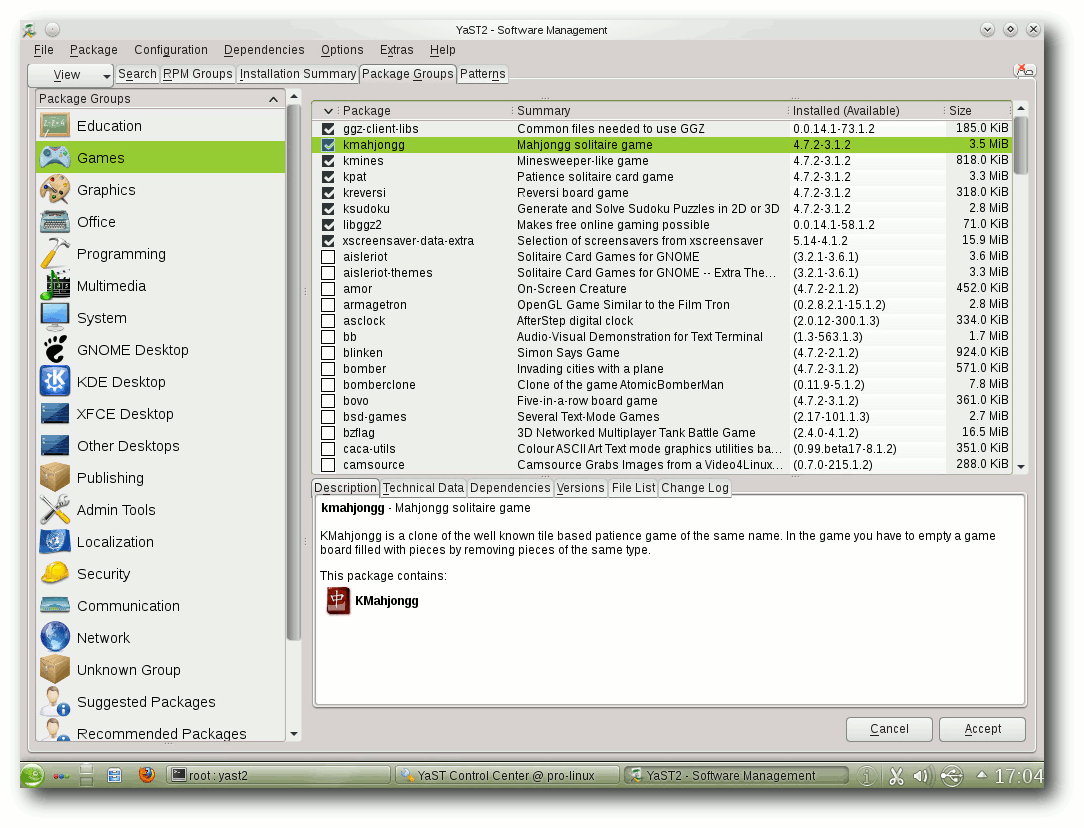 YaST2 - Software Management
File Package Configuration Dependencies Options Extras Help
View Search RPM Groups Installation Summary Package Groups Patterns
Package Groups
Education
Games
Graphics
Office
Programming
Multimedia
System
GNOME Desktop
KDE Desktop
XFCE Desktop
Other Desktops
Publishing
Admin Tools
Localization
Security
Communication
Network
Unknown Group
Suggested Packages
Recommended Packages
Package Summary Installed (Available) Size
ggz-client-libs Common files needed to use GGZ 0.0.14.1-73.1.2 185.0 KiB
kmahjongg Mahjongg solitaire game 4.7.2-3.1.2 3.5 MiB
kmines Minesweeper-like game 4.7.2-3.1.2 818.0 KiB
kpat Patience solitaire card game 4.7.2-3.1.2 3.3 MiB
kreversi Reversi board game 4.7.2-3.1.2 318.0 KiB
ksudoku Generate and Solve Sudoku Puzzles in 2D or 3D 4.7.2-3.1.2 2.8 MiB
libggz2 Makes free online gaming possible 0.0.14.1-58.1.2 71.0 KiB
xscreensaver-data-extra Selection of screensavers from xscreensaver 5.14-4.1.2 15.9 MiB
aisleriot Solitaire Card Games for GNOME (3.2.1-3.6.1) 3.6 MiB
aisleriot-themes Solitaire Card Games for GNOME -- Extra The... (3.2.1-3.6.1) 3.3 MiB
amor On-Screen Creature (4.7.2-2.1.2) 452.0 KiB
armagetron OpenGL Game Similar to the Film Tron (0.2.8.2.1-15.1.2) 2.8 MiB
asclock AfterStep digital clock (2.0.12-300.1.3) 334.0 KiB
bb Audio-Visual Demonstration for Text Terminal (1.3-563.1.3) 1.7 MiB
blinken Simon Says Game (4.7.2-2.1.2) 924.0 KiB
bomber Invading cities with a plane (4.7.2-3.1.2) 571.0 KiB
bomberclone Clone of the game AtomicBomberMan (0.11.9-5.1.2) 7.8 MiB
bovo Five-in-a-row board game (4.7.2-3.1.2) 361.0 KiB
bsd-games Several Text-Mode Games (2.17-101.1.3) 2.7 MiB
bzflag 3D Networked Multiplayer Tank Battle Game (2.4.0-4.1.2) 16.5 MiB
caca-utils Colour ASCII Art Text mode graphics utilities ba... (0.99.beta17-8.1.2) 351.0 KiB
camsource Camsource Grabs Images from a Video4Linux... (0.7.0-215.1.2) 288.0 KiB
Description Technical Data Dependencies Versions File List Change Log
kmahjongg - Mahjongg solitaire game
KMahjongg is a clone of the well known tile based patience game of the same name. In the game you have to empty a game
board filled with pieces by removing pieces of the same type.
This package contains:
中 KMahjongg
Cancel Accept
root : yast2 YaST Control Center @ pro-linux YaST2 - Software Management 17:04